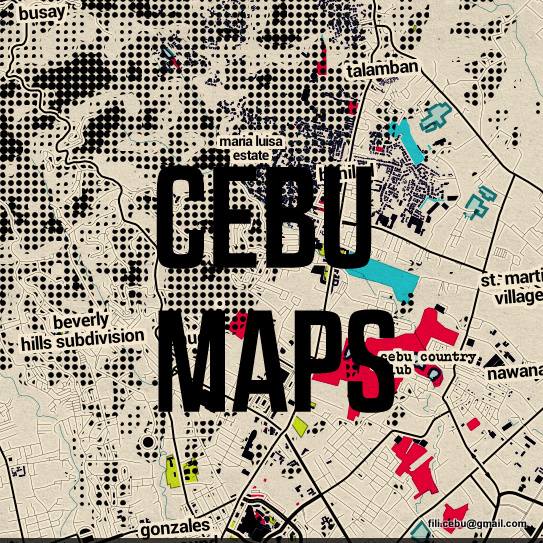 busay
talamban
maria luisa
estate
CEBU
st. marti
village
beverly
hills subdivision
MAPS
cebu country
nawana
gonzales
fili.cebu@gmail.com